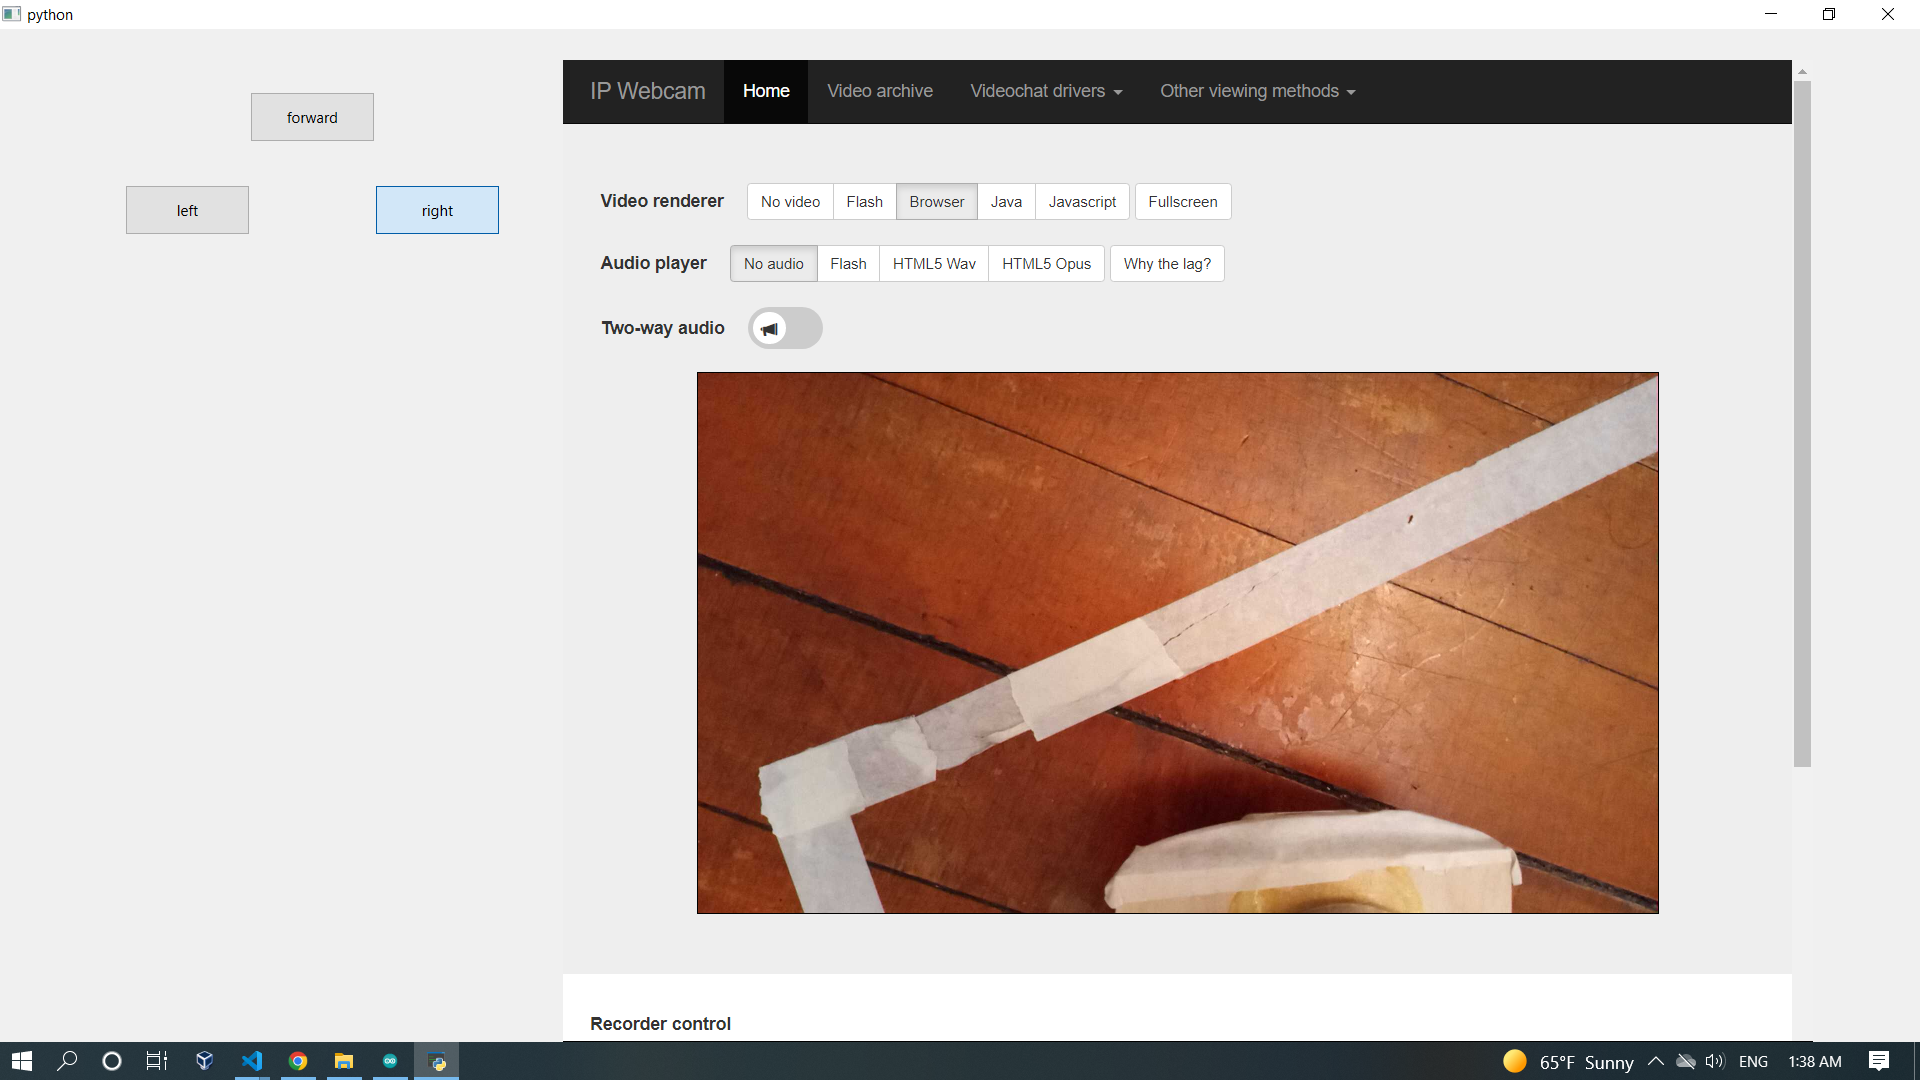 python
forward
left
right
IP Webcam Home Video archive Videochat drivers Other viewing methods
Video renderer No video Flash Browser Java Javascript Fullscreen
Audio player No audio Flash HTML5 Wav HTML5 Opus Why the lag?
Two-way audio
Recorder control
65°F Sunny ENG 1:38 AM